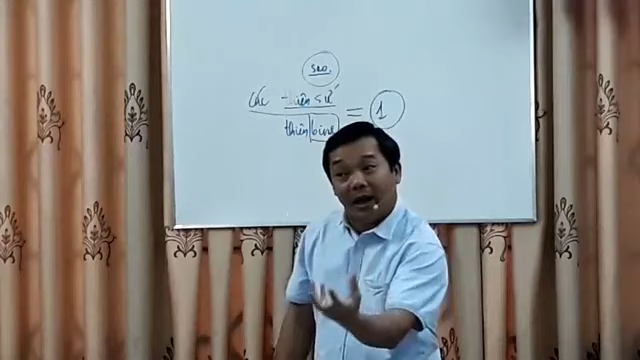 sao
Các thiên sứ = 1
thiên binh